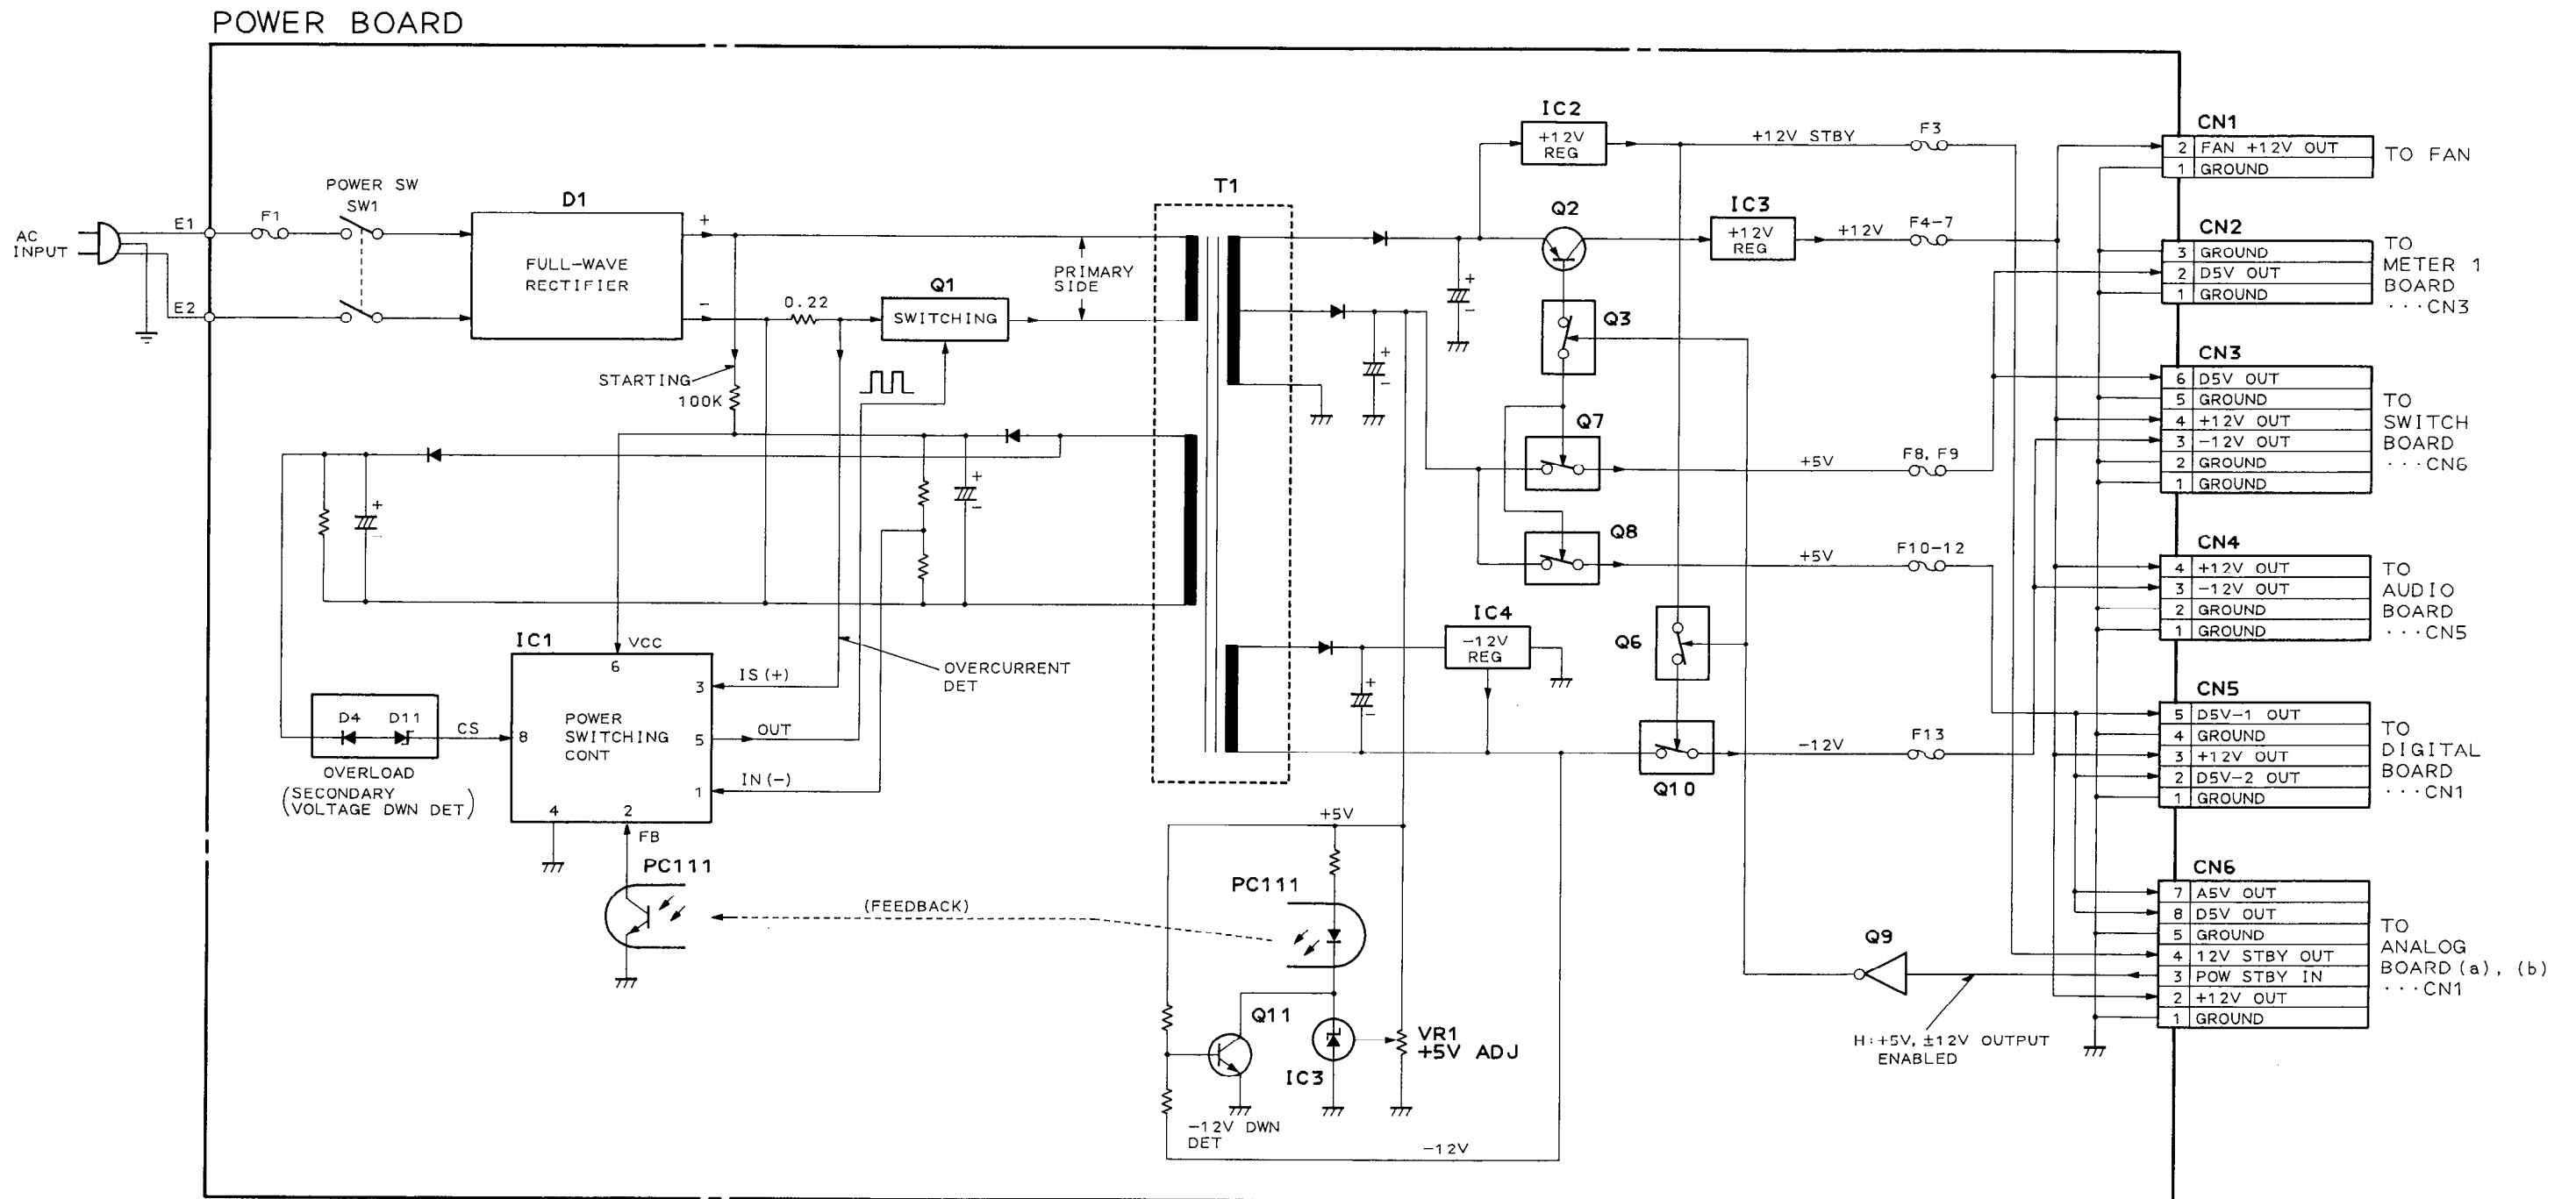 POWER BOARD
AC
INPUT
E1
E2
F1
POWER SW
SW1
D1
FULL-WAVE
RECTIFIER
+
-
STARTING
100K
0.22
Q1
SWITCHING
PRIMARY
SIDE
T1
+
-
+
-
IC1
VCC
6
3
IS(+)
POWER
SWITCHING
CONT
8
5
OUT
1
IN(-)
4
2
FB
D4
D11
CS
OVERLOAD
(SECONDARY
VOLTAGE DWN DET)
OVERCURRENT
DET
PC111
(FEEDBACK)
IC2
+12V
REG
+12V STBY
F3
Q2
IC3
+12V
REG
+12V
F4-7
+
-
+
-
Q3
Q7
+5V
F8, F9
Q8
+5V
F10-12
IC4
-12V
REG
+
-
Q6
Q10
-12V
F13
+5V
PC111
Q11
IC3
VR1
+5V ADJ
-12V DWN
DET
-12V
Q9
H:+5V, ±12V OUTPUT
ENABLED
CN1
2 FAN +12V OUT
1 GROUND
TO FAN
CN2
3 GROUND
2 D5V OUT
1 GROUND
TO
METER 1
BOARD
···CN3
CN3
6 D5V OUT
5 GROUND
4 +12V OUT
3 -12V OUT
2 GROUND
1 GROUND
TO
SWITCH
BOARD
···CN6
CN4
4 +12V OUT
3 -12V OUT
2 GROUND
1 GROUND
TO
AUDIO
BOARD
···CN5
CN5
5 D5V-1 OUT
4 GROUND
3 +12V OUT
2 D5V-2 OUT
1 GROUND
TO
DIGITAL
BOARD
···CN1
CN6
7 A5V OUT
8 D5V OUT
5 GROUND
4 12V STBY OUT
3 POW STBY IN
2 +12V OUT
1 GROUND
TO
ANALOG
BOARD(a), (b)
···CN1